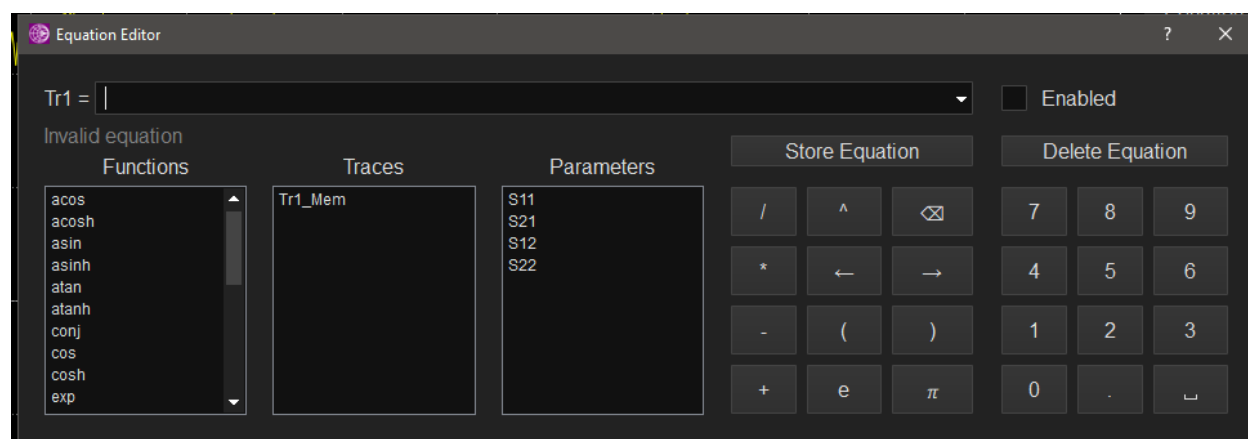 Equation Editor ? ×
Tr1 =
Enabled
Invalid equation
Store Equation Delete Equation
Functions Traces Parameters
acos
acosh
asin
asinh
atan
atanh
conj
cos
cosh
exp
Tr1_Mem
S11
S21
S12
S22
/ ^ ⌫ 7 8 9
* ← → 4 5 6
- ( ) 1 2 3
+ e π 0 . ⎵